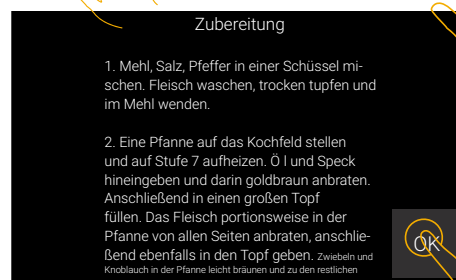 Zubereitung
1. Mehl, Salz, Pfeffer in einer Schüssel mi-
schen. Fleisch waschen, trocken tupfen und
im Mehl wenden.
2. Eine Pfanne auf das Kochfeld stellen
und auf Stufe 7 aufheizen. Ö l und Speck
hineingeben und darin goldbraun anbraten.
Anschließend in einen großen Topf
füllen. Das Fleisch portionsweise in der
Pfanne von allen Seiten anbraten, anschlie-
ßend ebenfalls in den Topf geben. Zwiebeln und
Knoblauch in der Pfanne leicht bräunen und zu den restlichen
OK